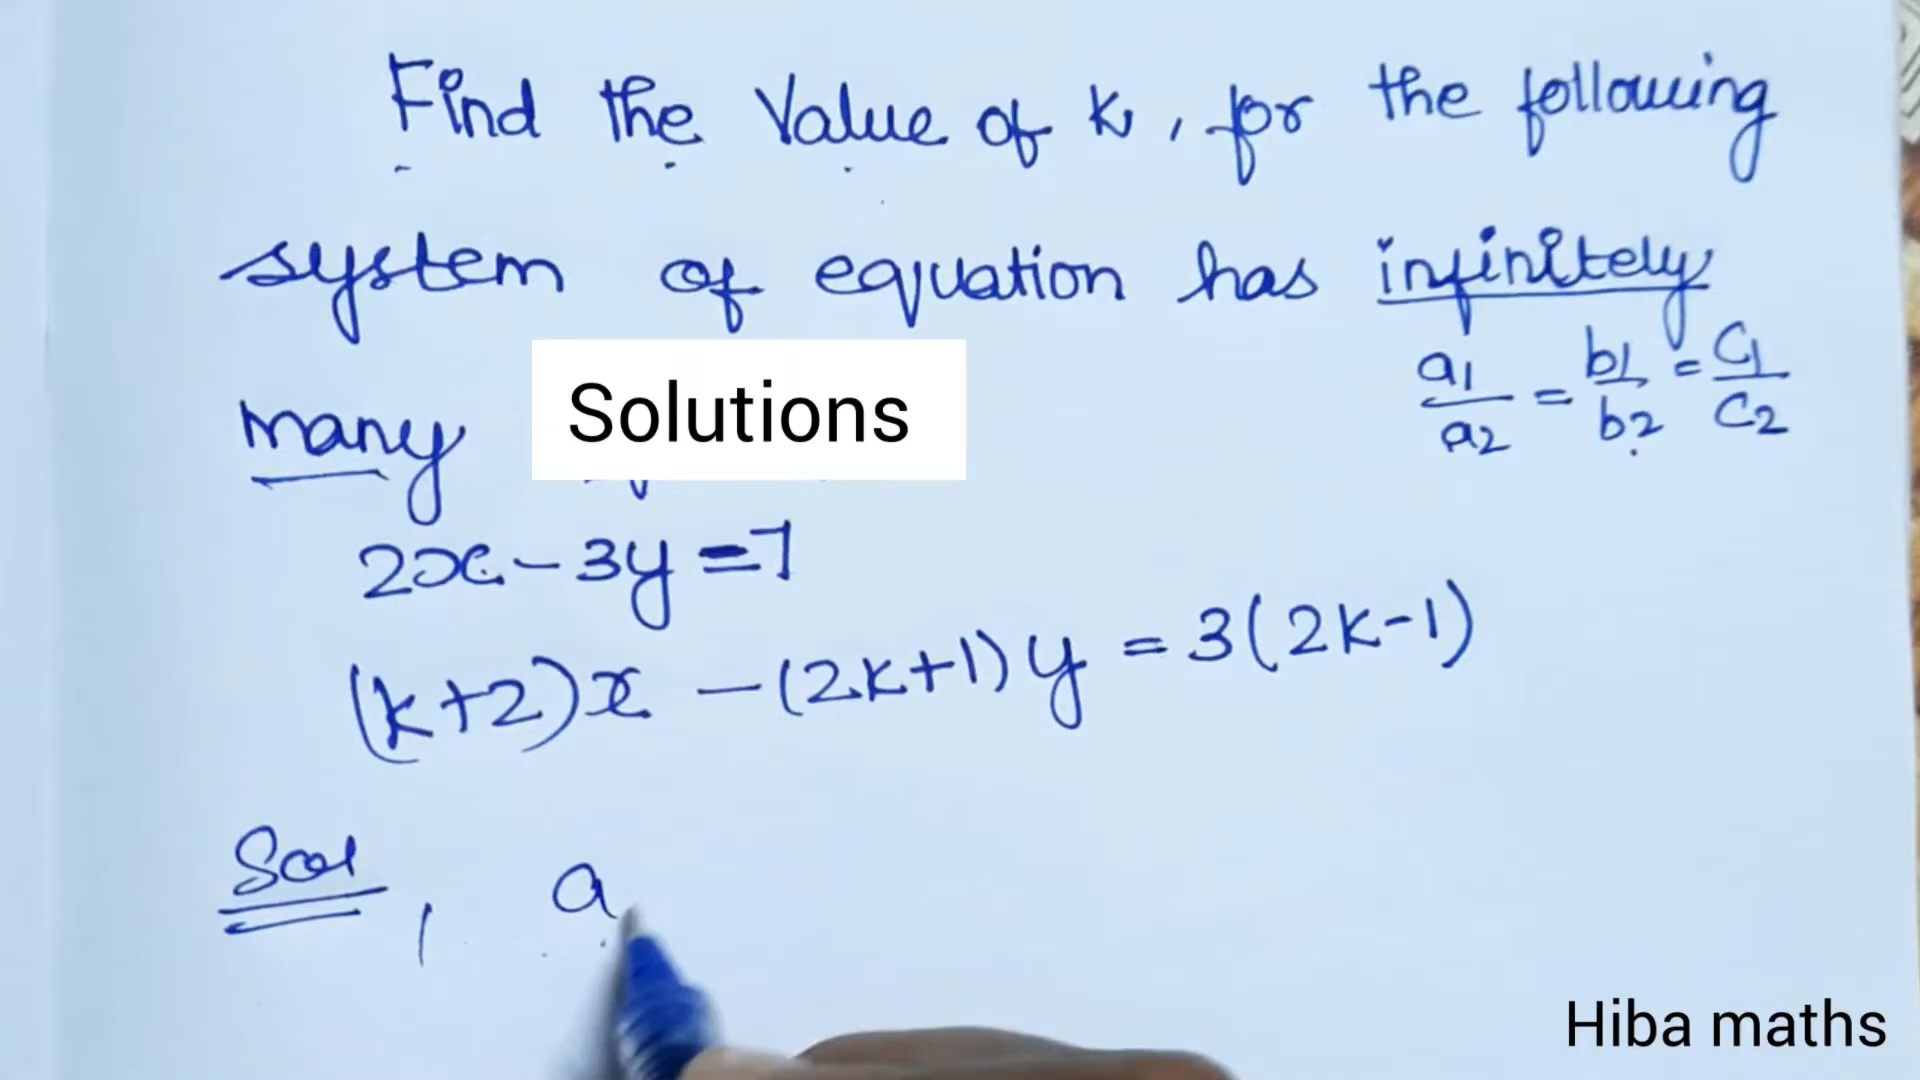 Find the Value of k, for the following
system of equation has infinitely
many Solutions
a1/a2 = b1/b2 = C1/C2
2x - 3y = 7
(k+2)x - (2k+1)y = 3(2k-1)
Sol, a
Hiba maths